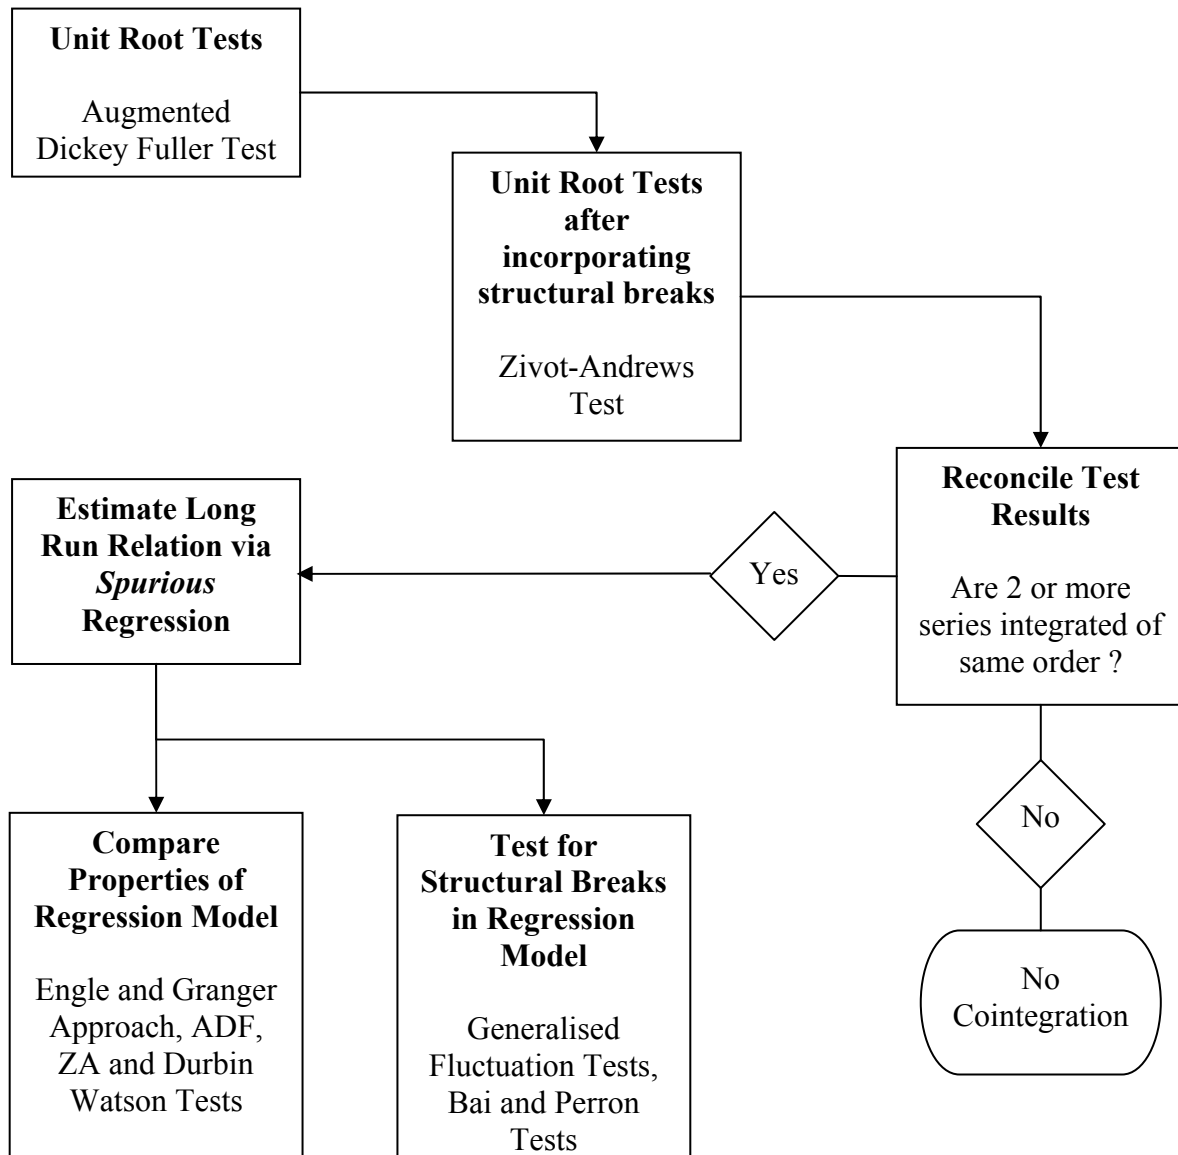 Unit Root Tests
Augmented
Dickey Fuller Test
Unit Root Tests
after
incorporating
structural breaks
Zivot-Andrews
Test
Reconcile Test
Results
Are 2 or more
series integrated of
same order ?
Yes
Estimate Long
Run Relation via
Spurious
Regression
No
No
Cointegration
Compare
Properties of
Regression Model
Engle and Granger
Approach, ADF,
ZA and Durbin
Watson Tests
Test for
Structural Breaks
in Regression
Model
Generalised
Fluctuation Tests,
Bai and Perron
Tests